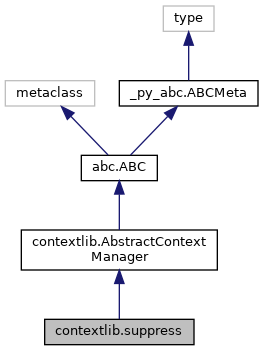 type
metaclass
_py_abc.ABCMeta
abc.ABC
contextlib.AbstractContext
Manager
contextlib.suppress